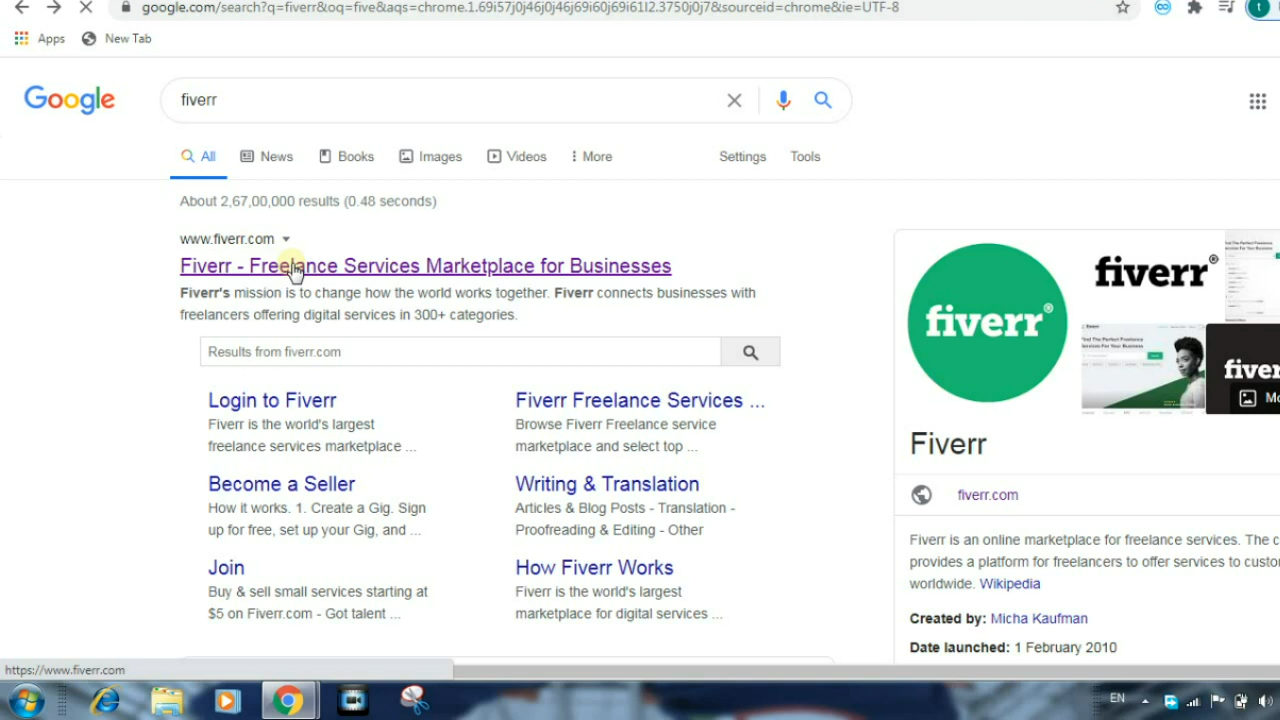 google.com/search?q=fiverr&oq=five&aqs=chrome.1.69i57j0j46j0j46j69i60j69i61l2.3750j0j7&sourceid=chrome&ie=UTF-8
t
Apps
New Tab
Google
fiverr
All
News
Books
Images
Videos
More
Settings
Tools
About 2,67,00,000 results (0.48 seconds)
www.fiverr.com
Fiverr - Freelance Services Marketplace for Businesses
Fiverr's mission is to change how the world works together. Fiverr connects businesses with
freelancers offering digital services in 300+ categories.
Results from fiverr.com
Login to Fiverr
Fiverr is the world's largest
freelance services marketplace ...
Fiverr Freelance Services ...
Browse Fiverr Freelance service
marketplace and select top ...
Become a Seller
How it works. 1. Create a Gig. Sign
up for free, set up your Gig, and ...
Writing & Translation
Articles & Blog Posts - Translation -
Proofreading & Editing - Other
Join
Buy & sell small services starting at
$5 on Fiverr.com - Got talent ...
How Fiverr Works
Fiverr is the world's largest
marketplace for digital services ...
fiverr®
fiverr®
Fiverr
fiverr.com
Fiverr is an online marketplace for freelance services. The c
provides a platform for freelancers to offer services to custo
worldwide. Wikipedia
Created by: Micha Kaufman
Date launched: 1 February 2010
https://www.fiverr.com
EN